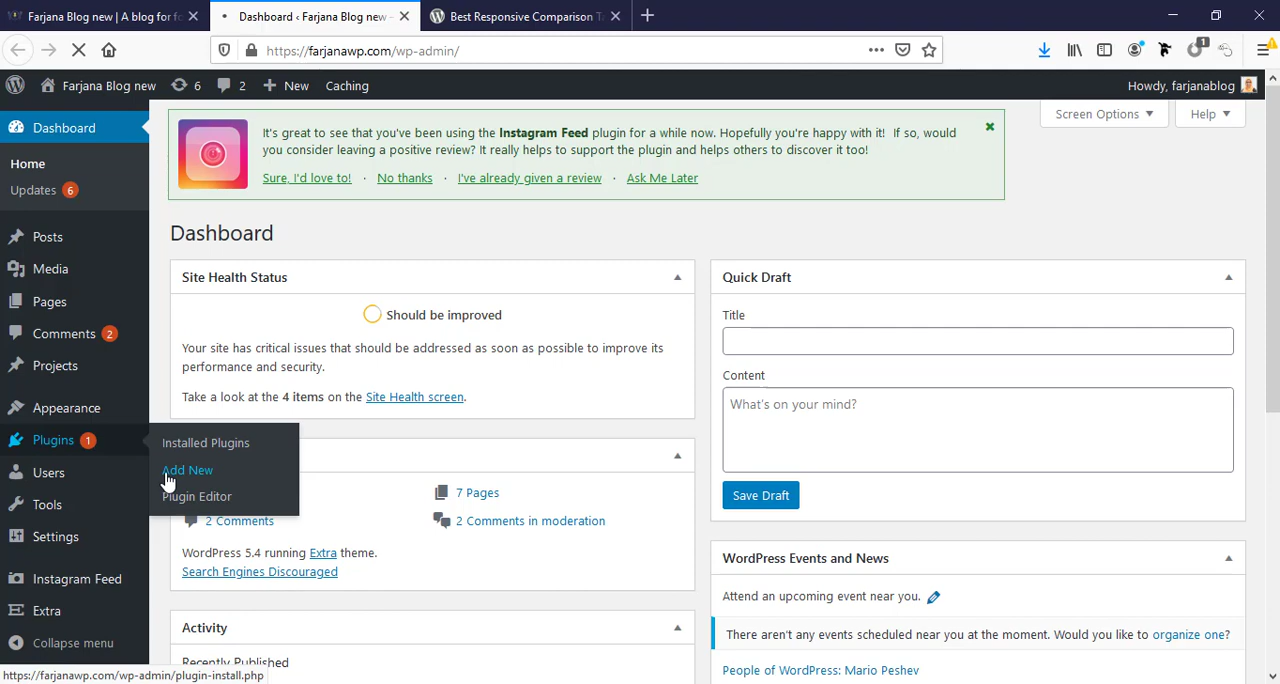 Farjana Blog new | A blog for fo
Dashboard ‹ Farjana Blog new —
Best Responsive Comparison Ta
https://farjanawp.com/wp-admin/
Farjana Blog new
6
2
New
Caching
Howdy, farjanablog
Dashboard
Home
Updates 6
Posts
Media
Pages
Comments 2
Projects
Appearance
Plugins 1
Users
Tools
Settings
Instagram Feed
Extra
Collapse menu
Installed Plugins
Add New
Plugin Editor
It's great to see that you've been using the Instagram Feed plugin for a while now. Hopefully you're happy with it! If so, would
you consider leaving a positive review? It really helps to support the plugin and helps others to discover it too!
Sure, I'd love to! · No thanks · I've already given a review · Ask Me Later
Screen Options
Help
Dashboard
Site Health Status
Should be improved
Your site has critical issues that should be addressed as soon as possible to improve its
performance and security.
Take a look at the 4 items on the Site Health screen.
7 Pages
2 Comments
2 Comments in moderation
WordPress 5.4 running Extra theme.
Search Engines Discouraged
Activity
Recently Published
Quick Draft
Title
Content
What's on your mind?
Save Draft
WordPress Events and News
Attend an upcoming event near you.
There aren't any events scheduled near you at the moment. Would you like to organize one?
People of WordPress: Mario Peshev
https://farjanawp.com/wp-admin/plugin-install.php
1